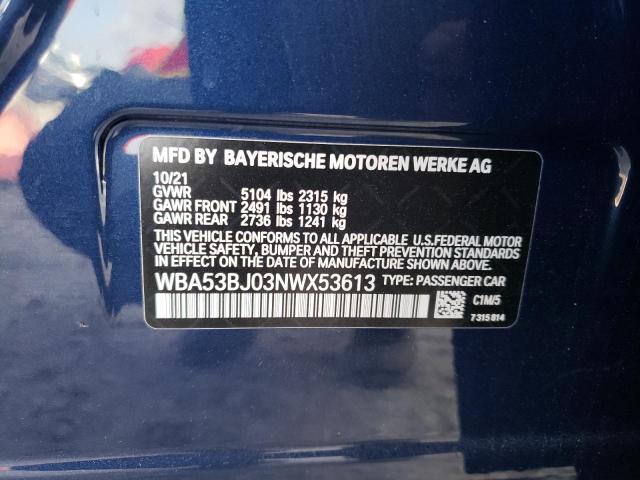 MFD BY BAYERISCHE MOTOREN WERKE AG
10/21
GVWR 5104 lbs 2315 kg
GAWR FRONT 2491 lbs 1130 kg
GAWR REAR 2736 lbs 1241 kg
THIS VEHICLE CONFORMS TO ALL APPLICABLE U.S.FEDERAL MOTOR
VEHICLE SAFETY, BUMPER AND THEFT PREVENTION STANDARDS
IN EFFECT ON THE DATE OF MANUFACTURE SHOWN ABOVE.
WBA53BJ03NWX53613 TYPE: PASSENGER CAR
C1M/5
7 315 814